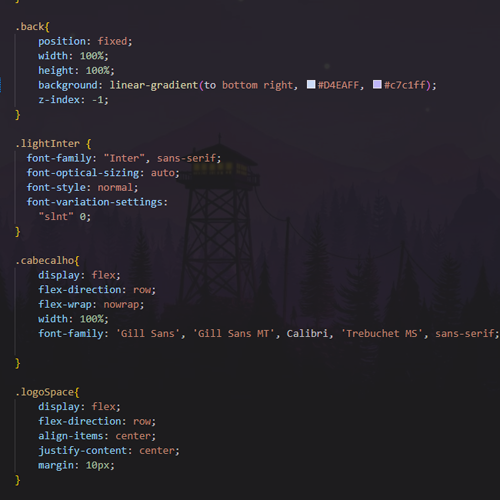 }
.back{
position: fixed;
width: 100%;
height: 100%;
background: linear-gradient(to bottom right, #D4EAFF, #c7c1ff);
z-index: -1;
}
.lightInter {
font-family: "Inter", sans-serif;
font-optical-sizing: auto;
font-style: normal;
font-variation-settings:
"slnt" 0;
}
.cabecalho{
display: flex;
flex-direction: row;
flex-wrap: nowrap;
width: 100%;
font-family: 'Gill Sans', 'Gill Sans MT', Calibri, 'Trebuchet MS', sans-serif;
}
.logoSpace{
display: flex;
flex-direction: row;
align-items: center;
justify-content: center;
margin: 10px;
}